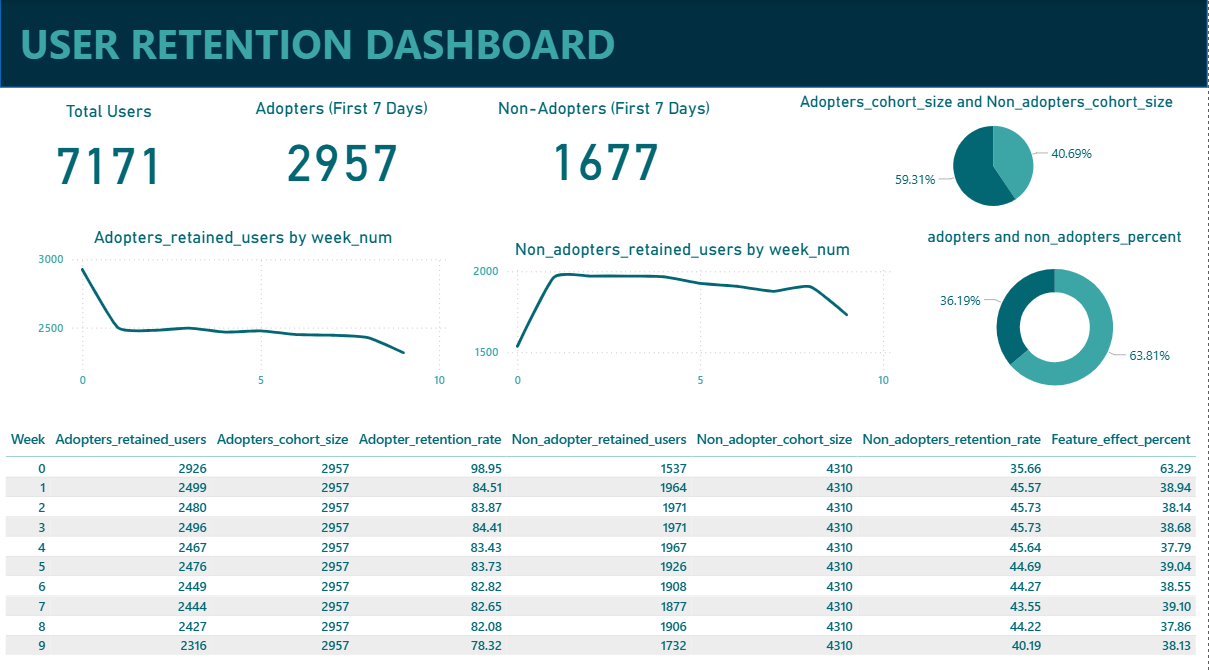 USER RETENTION DASHBOARD
Total Users
7171
Adopters (First 7 Days)
2957
Non-Adopters (First 7 Days)
1677
Adopters_cohort_size and Non_adopters_cohort_size
40.69%
59.31%
Adopters_retained_users by week_num
3000
2500
0 5 10
Non_adopters_retained_users by week_num
2000
1500
0 5 10
adopters and non_adopters_percent
36.19%
63.81%
Week Adopters_retained_users Adopters_cohort_size Adopter_retention_rate Non_adopter_retained_users Non_adopter_cohort_size Non_adopters_retention_rate Feature_effect_percent
0 2926 2957 98.95 1537 4310 35.66 63.29
1 2499 2957 84.51 1964 4310 45.57 38.94
2 2480 2957 83.87 1971 4310 45.73 38.14
3 2496 2957 84.41 1971 4310 45.73 38.68
4 2467 2957 83.43 1967 4310 45.64 37.79
5 2476 2957 83.73 1926 4310 44.69 39.04
6 2449 2957 82.82 1908 4310 44.27 38.55
7 2444 2957 82.65 1877 4310 43.55 39.10
8 2427 2957 82.08 1906 4310 44.22 37.86
9 2316 2957 78.32 1732 4310 40.19 38.13